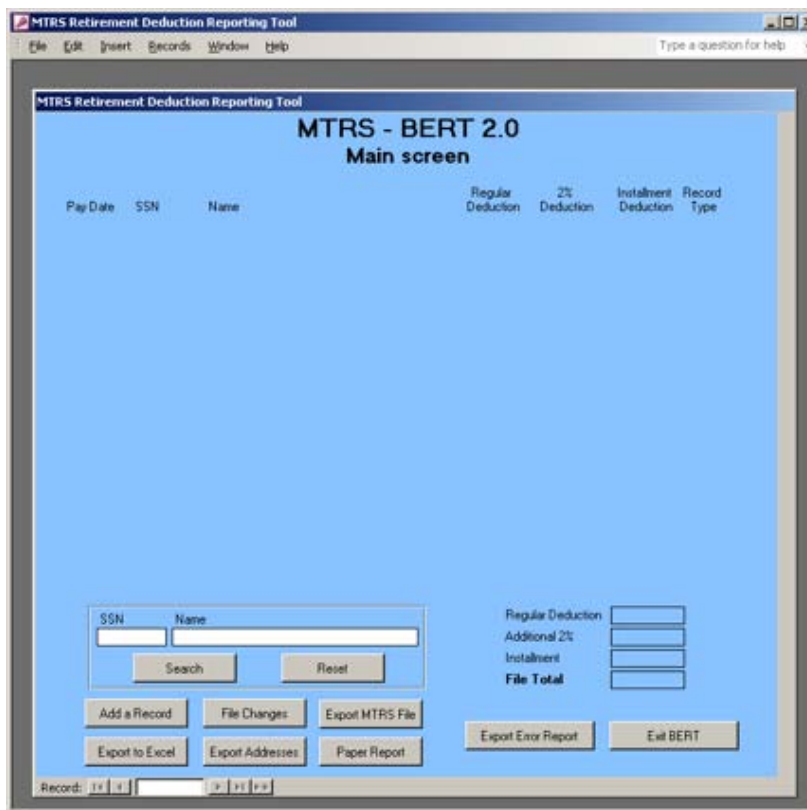 MTRS Retirement Deduction Reporting Tool
File Edit Insert Records Window Help Type a question for help
MTRS Retirement Deduction Reporting Tool
MTRS - BERT 2.0
Main screen
Pay Date SSN Name Regular Deduction 2% Deduction Installment Deduction Record Type
SSN Name
Search Reset
Regular Deduction
Additional 2%
Installment
File Total
Add a Record File Changes Export MTRS File
Export to Excel Export Addresses Paper Report
Export Error Report Exit BERT
Record: